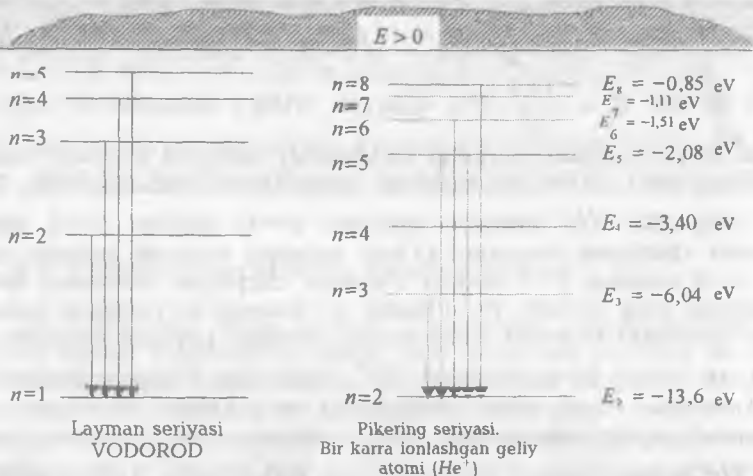 E > 0
n=5
n=4
n=3
n=2
n=1
Layman seriyasi
VODOROD
n=8
n=7
n=6
n=5
n=4
n=3
n=2
Pikering seriyasi.
Bir karra ionlashgan geliy
atomi (He⁺)
E₈ = −0,85 eV
E₇ = −1,11 eV
E₆ = −1,51 eV
E₅ = −2,08 eV
E₄ = −3,40 eV
E₃ = −6,04 eV
E₂ = −13,6 eV